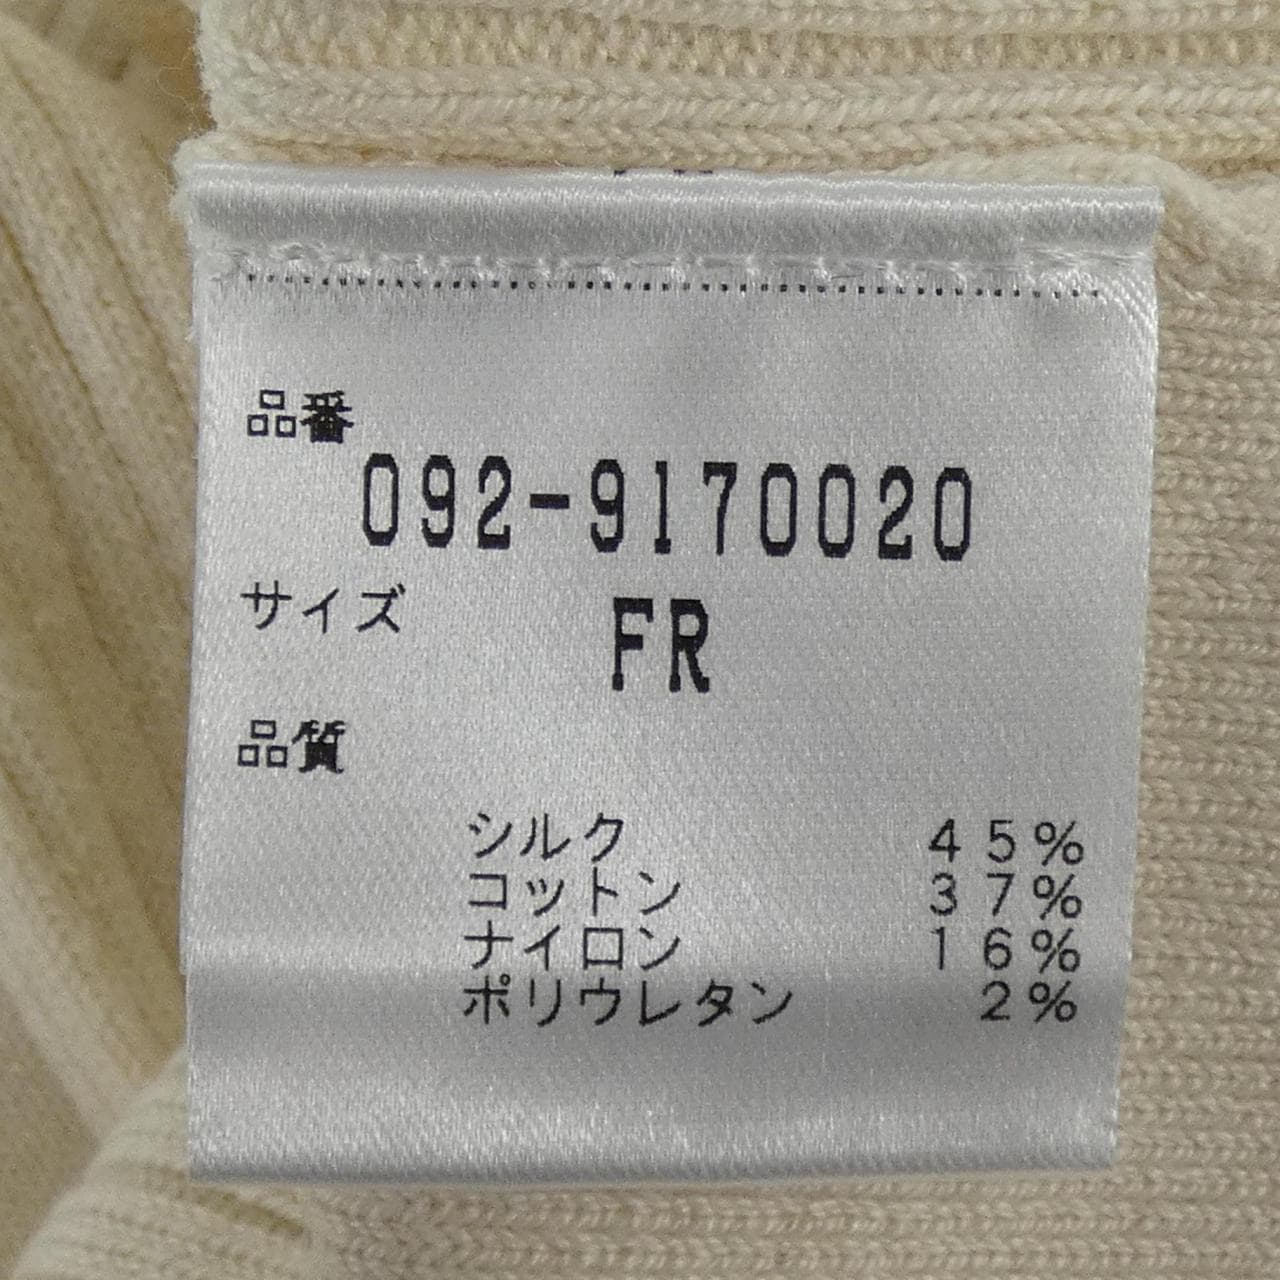 品番
092-9170020
サイズ FR
品質
シルク 45%
コットン 37%
ナイロン 16%
ポリウレタン 2%